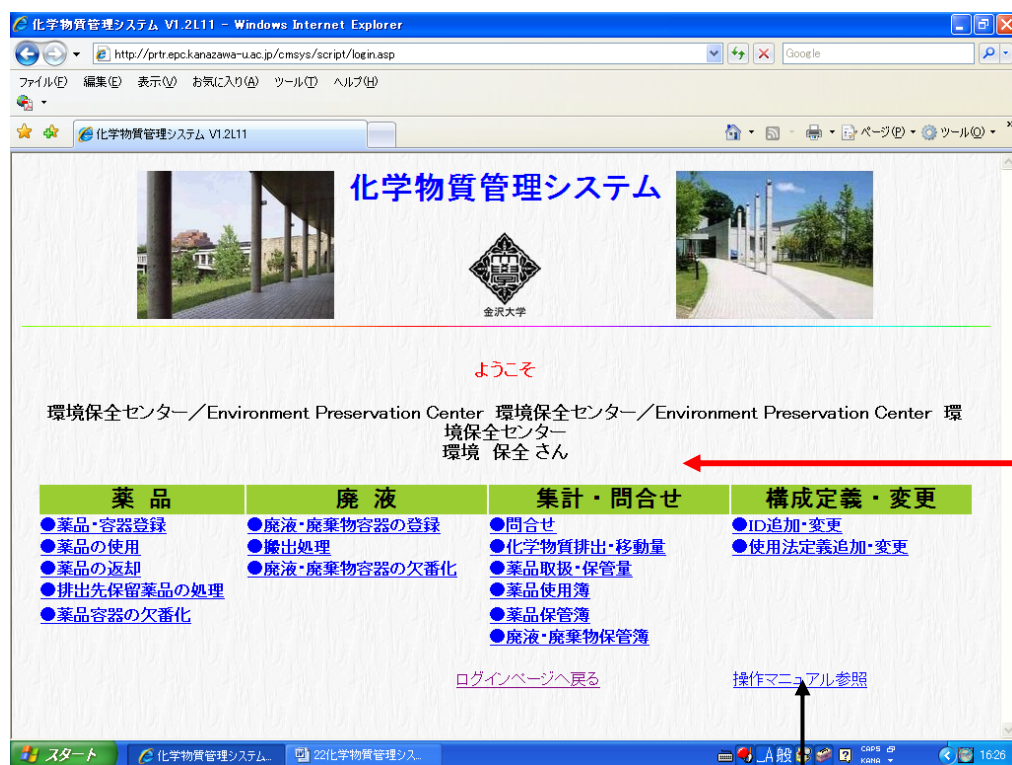 化学物質管理システム V1.2L11 - Windows Internet Explorer
http://prtr.epc.kanazawa-u.ac.jp/cmsys/script/login.asp
Google
ファイル(F) 編集(E) 表示(V) お気に入り(A) ツール(T) ヘルプ(H)
化学物質管理システム V1.2L11
ページ(P) ツール(O)
化学物質管理システム
金沢大学
ようこそ
環境保全センター/Environment Preservation Center 環境保全センター/Environment Preservation Center 環
境保全センター
環境 保全 さん
薬 品 廃 液 集計・問合せ 構成定義・変更
●薬品・容器登録 ●廃液・廃棄物容器の登録 ●問合せ ●ID追加・変更
●薬品の使用 ●搬出処理 ●化学物質排出・移動量 ●使用法定義追加・変更
●薬品の返却 ●廃液・廃棄物容器の欠番化 ●薬品取扱・保管量
●排出先保留薬品の処理 ●薬品使用簿
●薬品容器の欠番化 ●薬品保管簿
●廃液・廃棄物保管簿
ログインページへ戻る 操作マニュアル参照
スタート 化学物質管理システム... 22化学物質管理シス... A 般 CAPS KANA 16:26